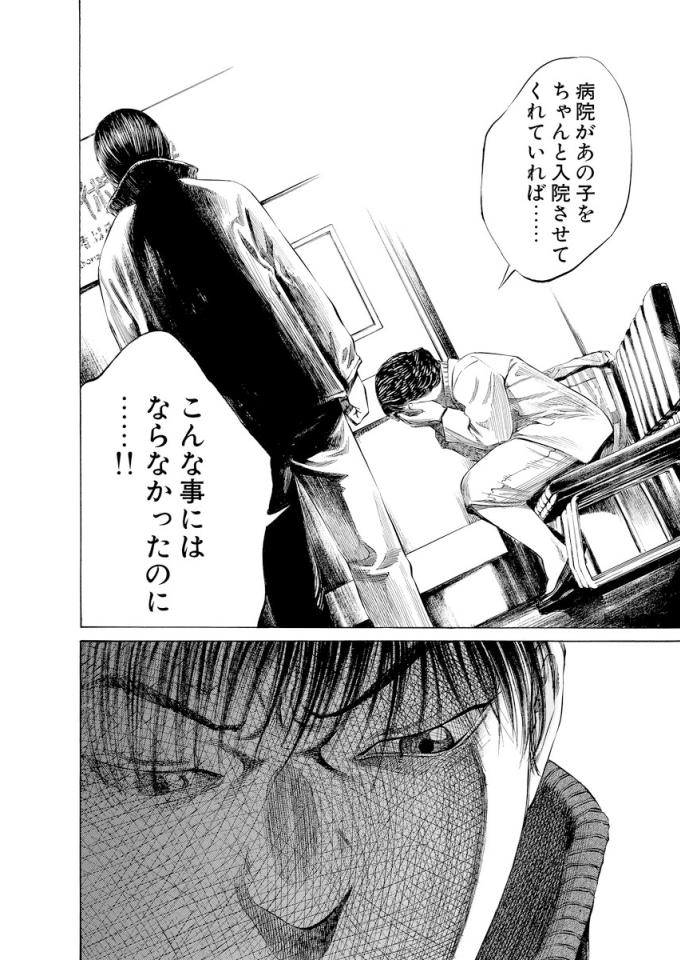 病院があの子を
ちゃんと入院させて
くれていれば……
こんな事には
ならなかったのに
……!!
術